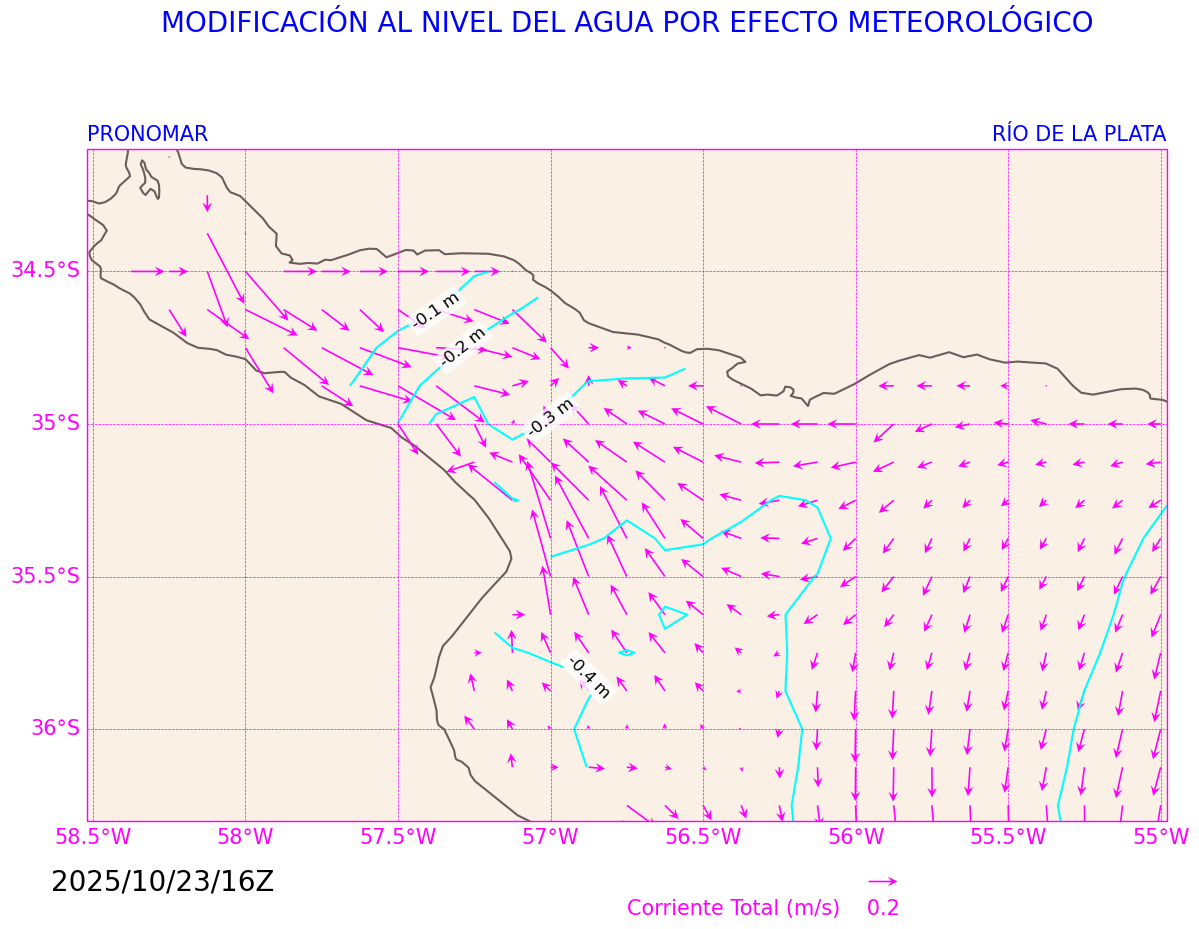 MODIFICACIÓN AL NIVEL DEL AGUA POR EFECTO METEOROLÓGICO
PRONOMAR
RÍO DE LA PLATA
34.5°S
-0.1 m
-0.2 m
35°S
-0.3 m
35.5°S
-0.4 m
36°S
58.5°W
58°W
57.5°W
57°W
56.5°W
56°W
55.5°W
55°W
2025/10/23/16Z
Corriente Total (m/s)
0.2